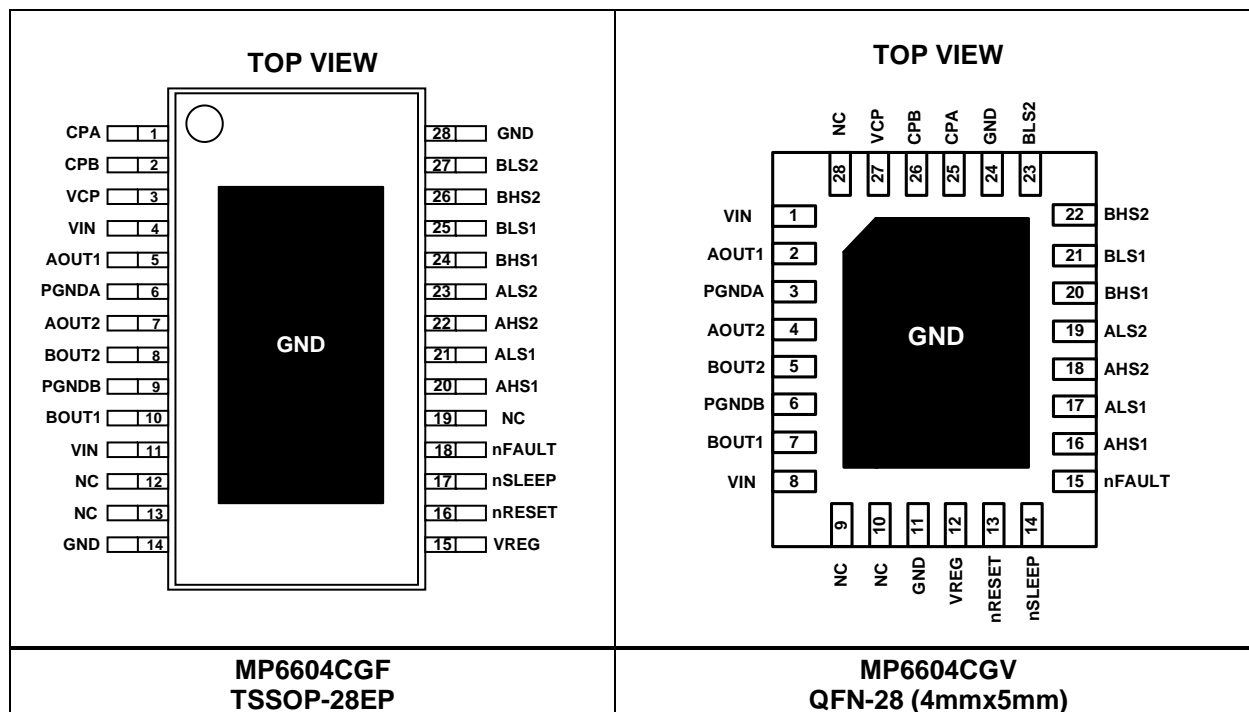 TOP VIEW
CPA 1
CPB 2
VCP 3
VIN 4
AOUT1 5
PGNDA 6
AOUT2 7
BOUT2 8
PGNDB 9
BOUT1 10
VIN 11
NC 12
NC 13
GND 14
GND
28 GND
27 BLS2
26 BHS2
25 BLS1
24 BHS1
23 ALS2
22 AHS2
21 ALS1
20 AHS1
19 NC
18 nFAULT
17 nSLEEP
16 nRESET
15 VREG
MP6604CGF
TSSOP-28EP
TOP VIEW
NC VCP CPB CPA GND BLS2
28 27 26 25 24 23
VIN 1
AOUT1 2
PGNDA 3
AOUT2 4
BOUT2 5
PGNDB 6
BOUT1 7
VIN 8
GND
22 BHS2
21 BLS1
20 BHS1
19 ALS2
18 AHS2
17 ALS1
16 AHS1
15 nFAULT
9 10 11 12 13 14
NC NC GND VREG nRESET nSLEEP
MP6604CGV
QFN-28 (4mmx5mm)